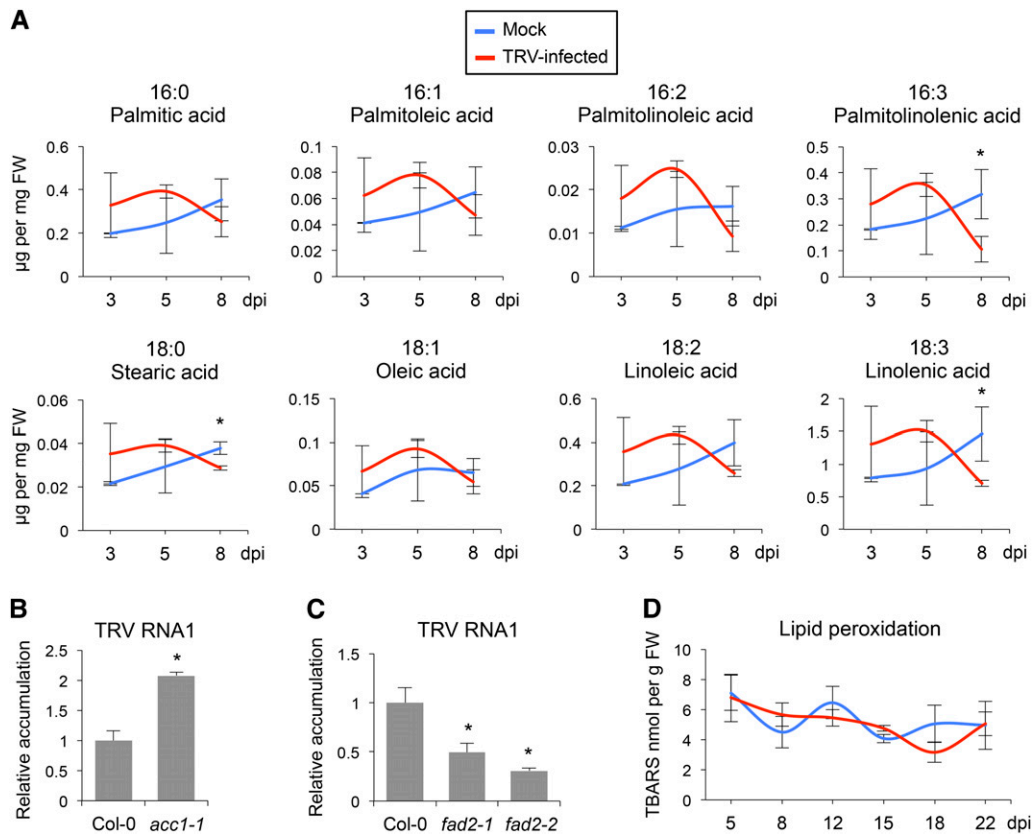 A
Mock
TRV-infected
16:0
Palmitic acid
16:1
Palmitoleic acid
16:2
Palmitolinoleic acid
16:3
Palmitolinolenic acid
µg per mg FW
0.6
0.4
0.2
0
3 5 8 dpi
0.1
0.08
0.06
0.04
0.02
0
3 5 8 dpi
0.03
0.02
0.01
0
3 5 8 dpi
0.5
0.4
0.3
0.2
0.1
0
*
3 5 8 dpi
18:0
Stearic acid
18:1
Oleic acid
18:2
Linoleic acid
18:3
Linolenic acid
µg per mg FW
0.06
0.04
0.02
0
*
3 5 8 dpi
0.15
0.1
0.05
0
3 5 8 dpi
0.6
0.4
0.2
0
3 5 8 dpi
2
1.5
1
0.5
0
*
3 5 8 dpi
B
TRV RNA1
Relative accumulation
2.5
2
1.5
1
0.5
0
*
Col-0 acc1-1
C
TRV RNA1
Relative accumulation
1.5
1
0.5
0
* *
Col-0 fad2-1 fad2-2
D
Lipid peroxidation
TBARS nmol per g FW
10
8
6
4
2
0
5 8 12 15 18 22 dpi